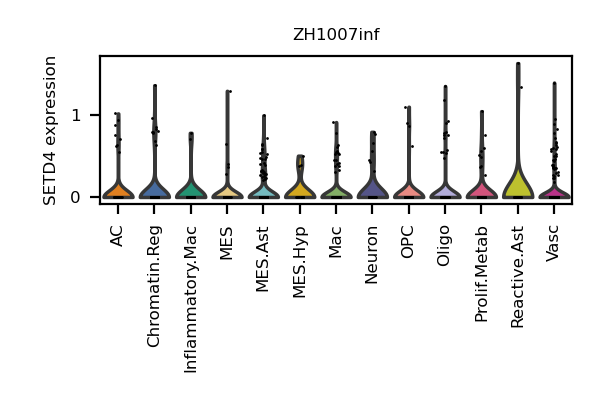 ZH1007inf
SETD4 expression
1
0
AC
Chromatin.Reg
Inflammatory.Mac
MES
MES.Ast
MES.Hyp
Mac
Neuron
OPC
Oligo
Prolif.Metab
Reactive.Ast
Vasc